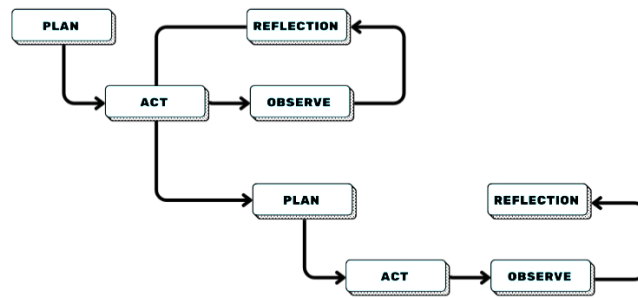 PLAN
REFLECTION
ACT
OBSERVE
PLAN
REFLECTION
ACT
OBSERVE